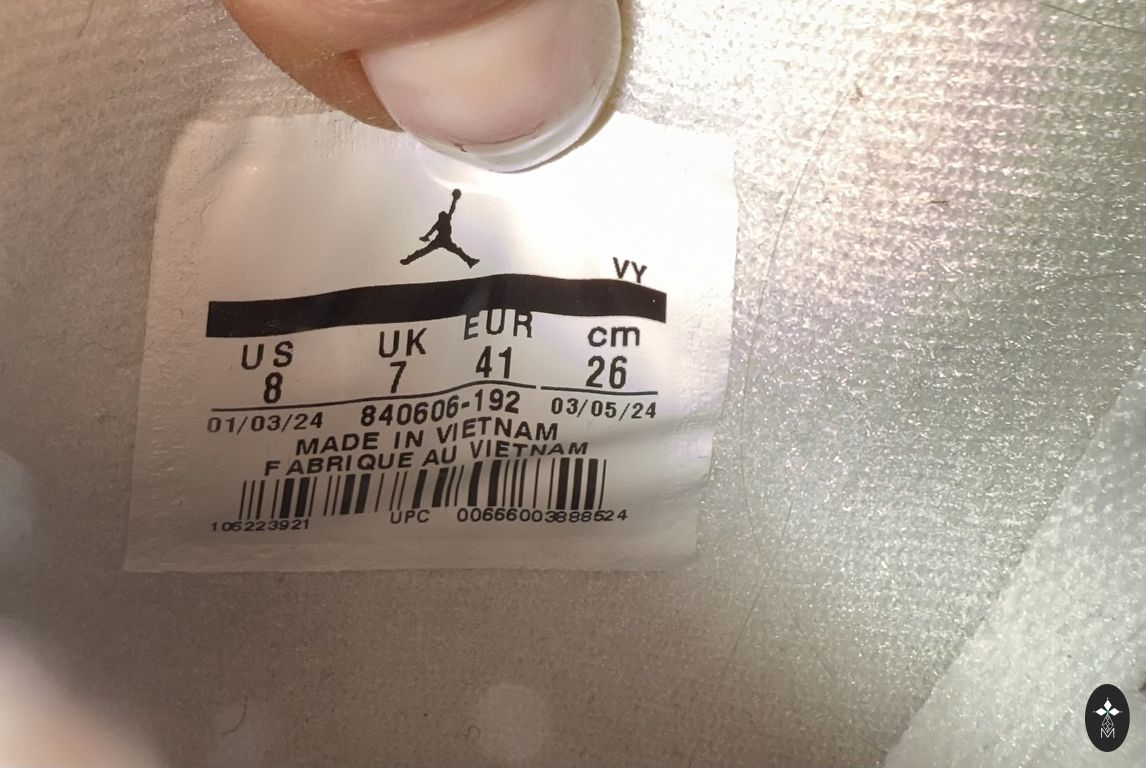 VY
US UK EUR cm
8 7 41 26
01/03/24 840606-192 03/05/24
MADE IN VIETNAM
FABRIQUE AU VIETNAM
106223921 UPC 00666003888524
M